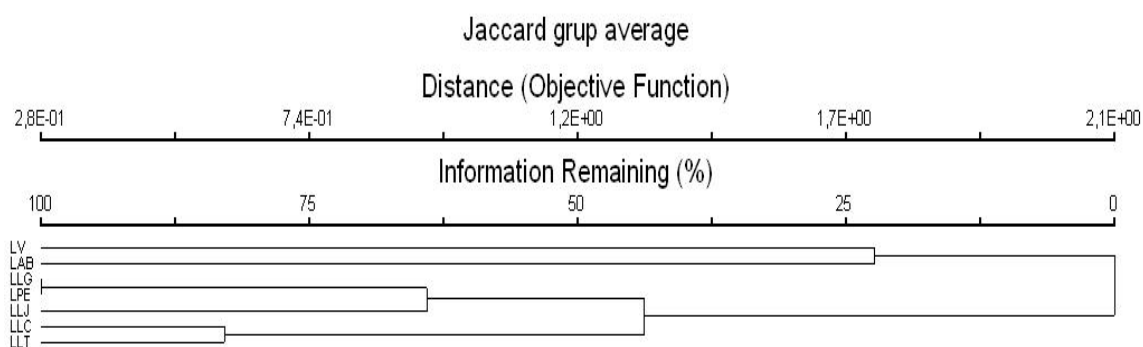 Jaccard grup average
Distance (Objective Function)
2,8E-01 7,4E-01 1,2E+00 1,7E+00 2,1E+00
Information Remaining (%)
100 75 50 25 0
LV
LAB
LLG
LPE
LLJ
LLC
LLT